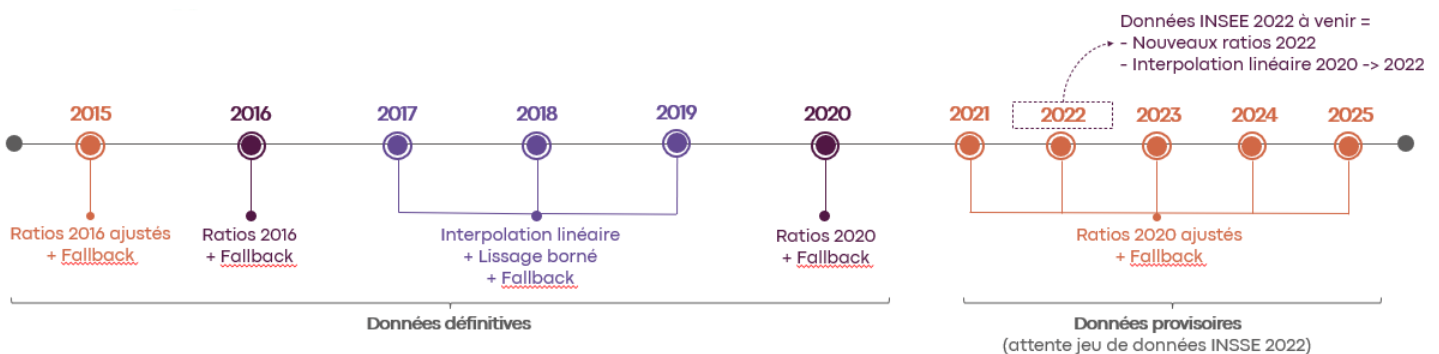 Données INSEE 2022 à venir =
- Nouveaux ratios 2022
- Interpolation linéaire 2020 -> 2022
2015
2016
2017
2018
2019
2020
2021
2022
2023
2024
2025
Ratios 2016 ajustés
+ Fallback
Ratios 2016
+ Fallback
Interpolation linéaire
+ Lissage borné
+ Fallback
Ratios 2020
+ Fallback
Ratios 2020 ajustés
+ Fallback
Données définitives
Données provisoires
(attente jeu de données INSSE 2022)